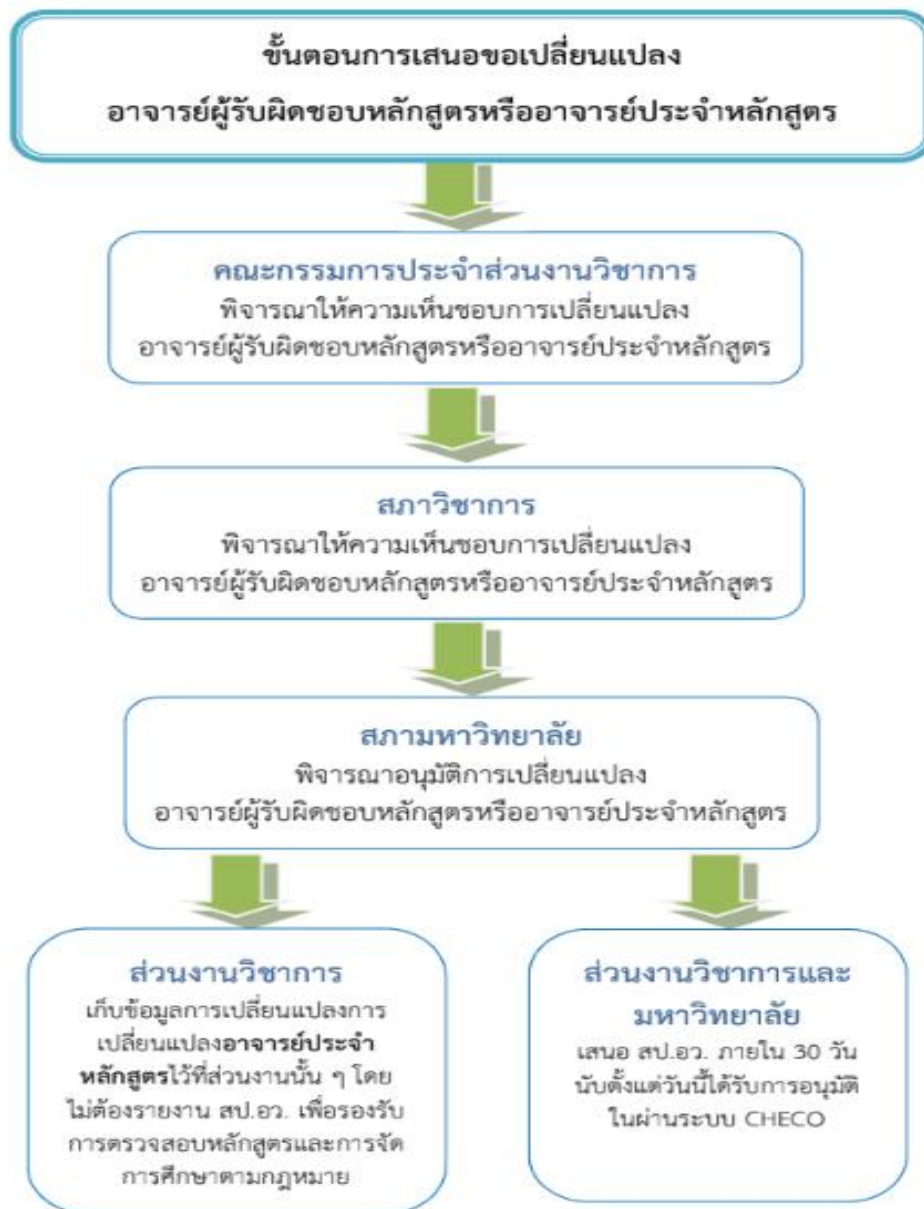 ขั้นตอนการเสนอขอเปลี่ยนแปลง
อาจารย์ผู้รับผิดชอบหลักสูตรหรืออาจารย์ประจำหลักสูตร
คณะกรรมการประจำส่วนงานวิชาการ
พิจารณาให้ความเห็นชอบการเปลี่ยนแปลง
อาจารย์ผู้รับผิดชอบหลักสูตรหรืออาจารย์ประจำหลักสูตร
สภาวิชาการ
พิจารณาให้ความเห็นชอบการเปลี่ยนแปลง
อาจารย์ผู้รับผิดชอบหลักสูตรหรืออาจารย์ประจำหลักสูตร
สภามหาวิทยาลัย
พิจารณาอนุมัติการเปลี่ยนแปลง
อาจารย์ผู้รับผิดชอบหลักสูตรหรืออาจารย์ประจำหลักสูตร
ส่วนงานวิชาการ
เก็บข้อมูลการเปลี่ยนแปลงการ
เปลี่ยนแปลงอาจารย์ประจำ
หลักสูตรไว้ที่ส่วนงานนั้น ๆ โดย
ไม่ต้องรายงาน สป.อว. เพื่อรองรับ
การตรวจสอบหลักสูตรและการจัด
การศึกษาตามกฎหมาย
ส่วนงานวิชาการและ
มหาวิทยาลัย
เสนอ สป.อว. ภายใน 30 วัน
นับตั้งแต่วันนี้ได้รับการอนุมัติ
ในผ่านระบบ CHECO